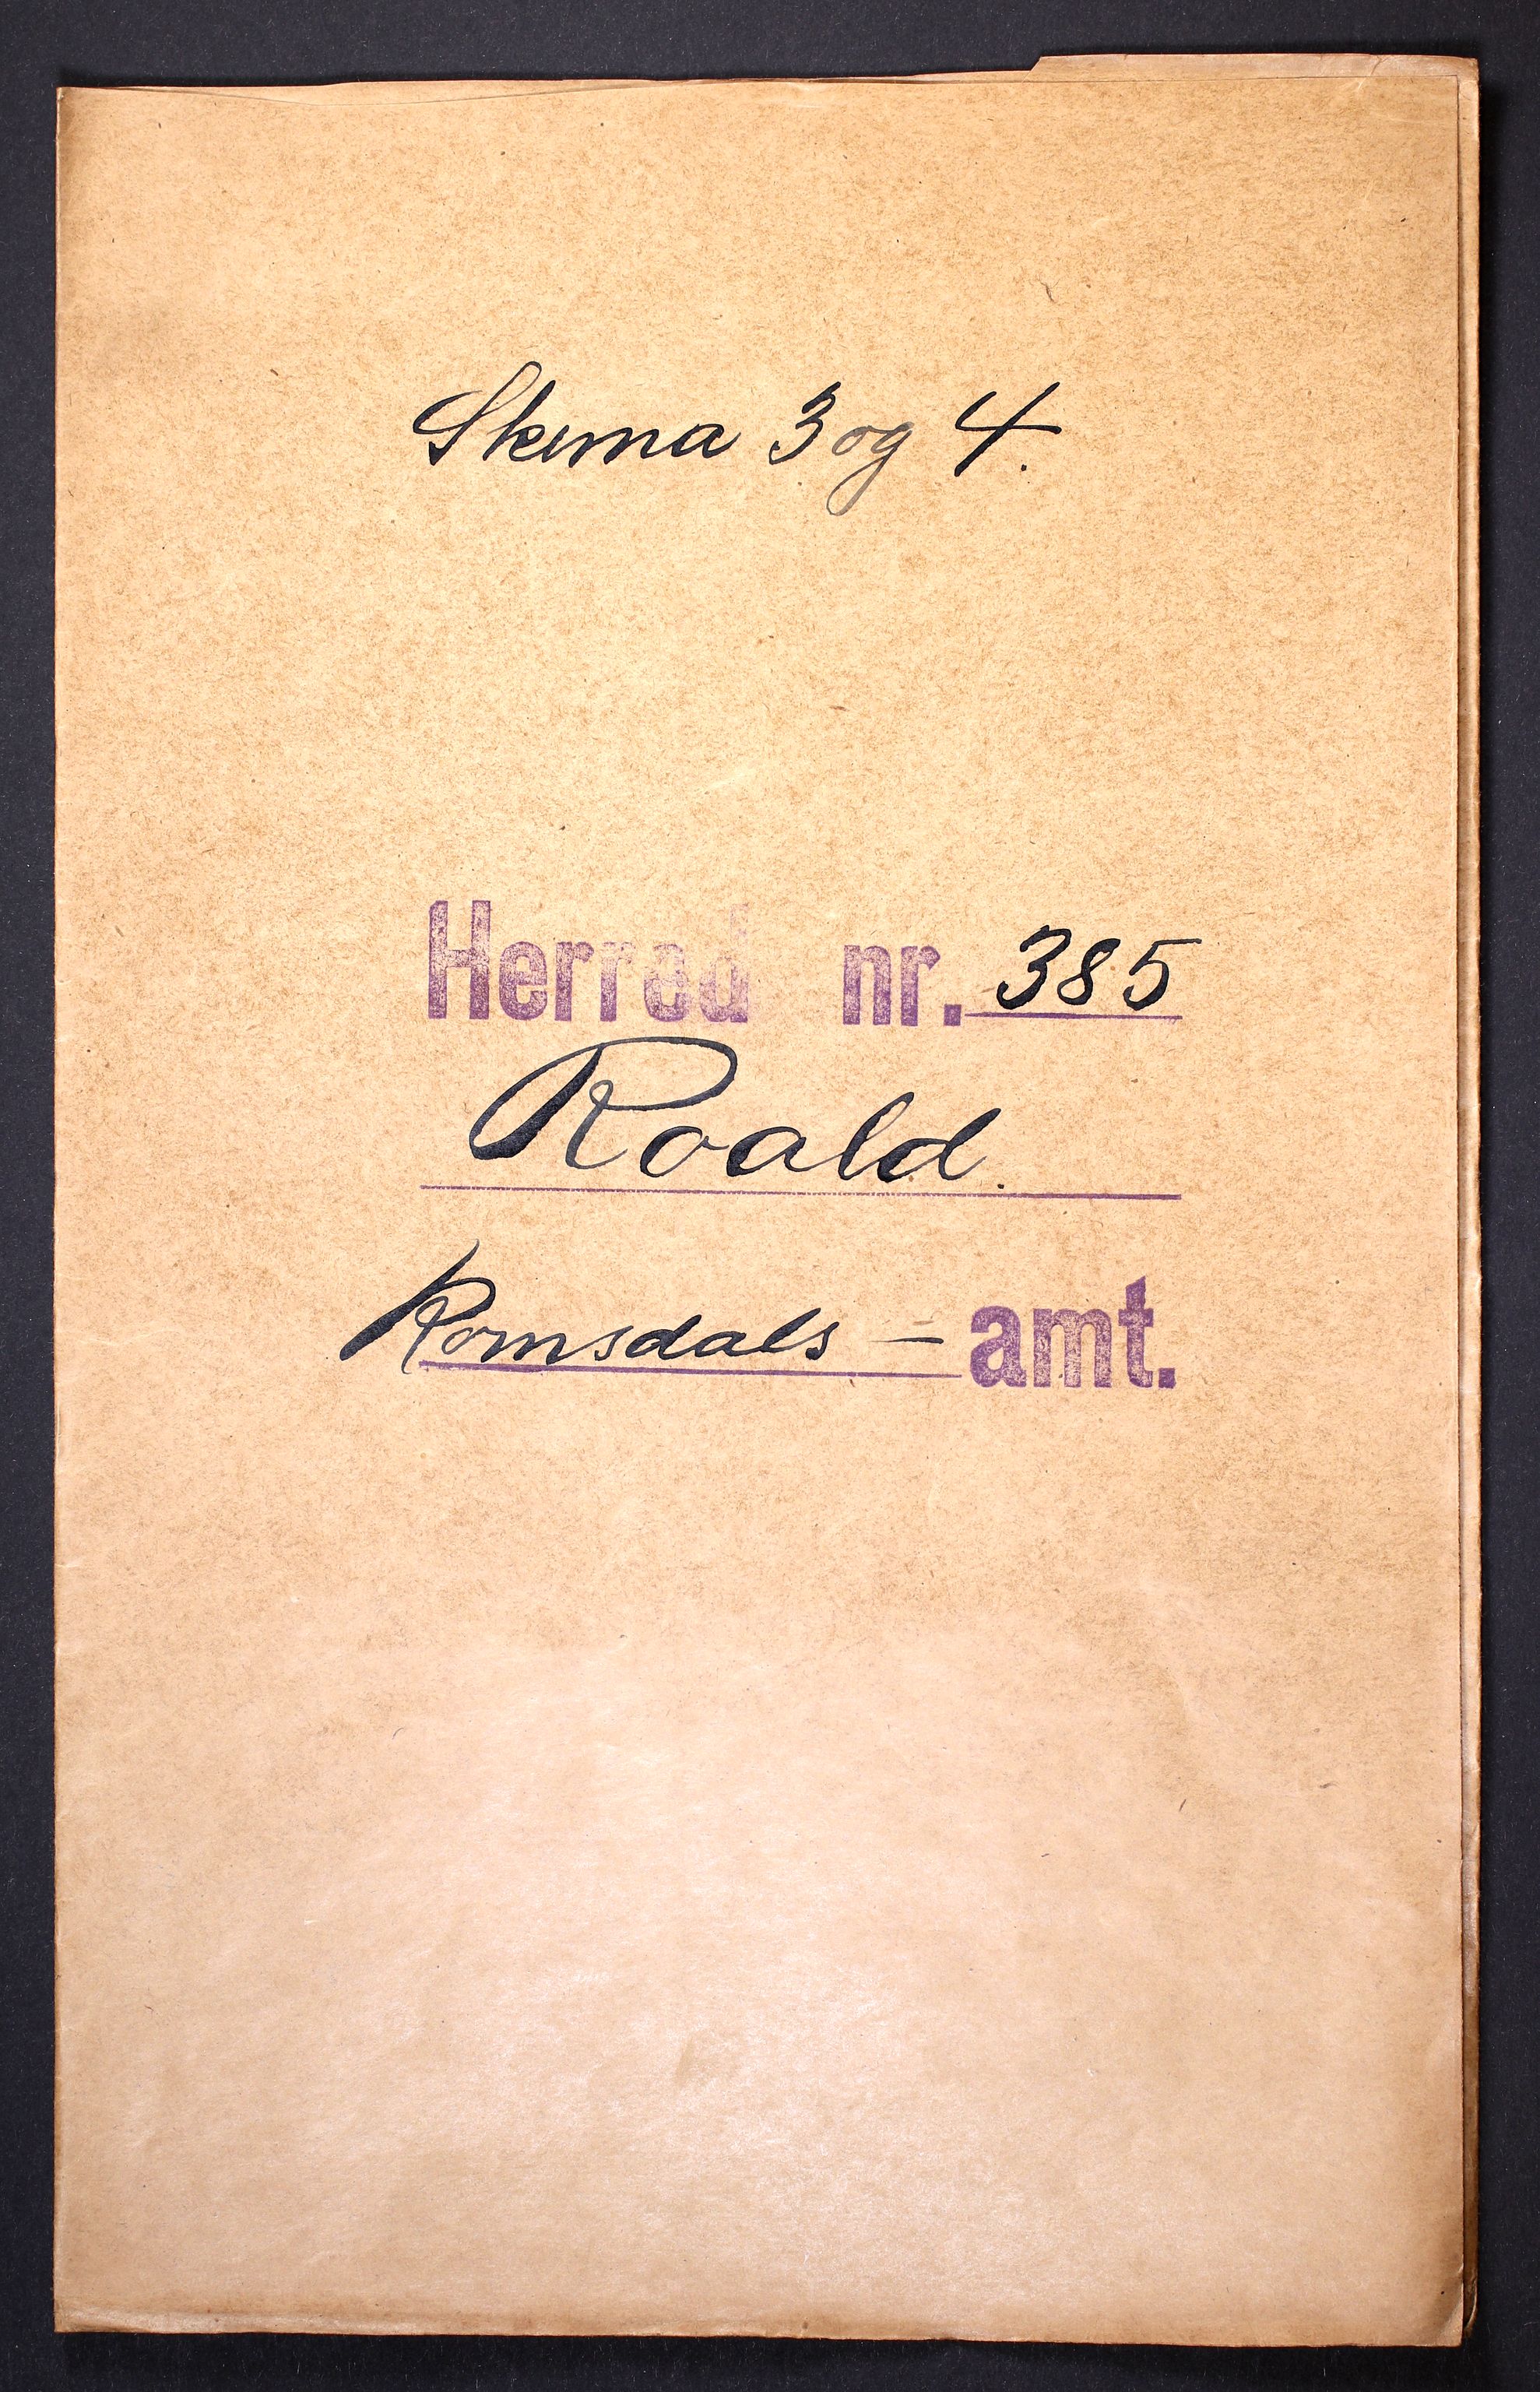 Skema 3 og 4.
Herred nr. 385
Roald.
Romsdals - amt.